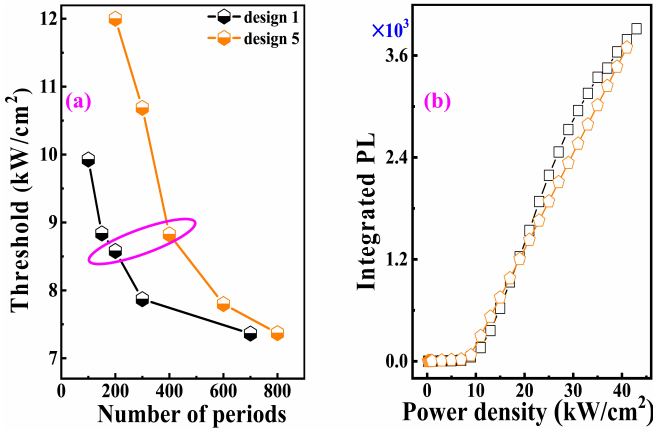 12
11
10
9
8
7
Threshold (kW/cm²)
design 1
design 5
(a)
0 200 400 600 800
Number of periods
×10³
3.6
2.4
1.2
0.0
Integrated PL
(b)
0 10 20 30 40
Power density (kW/cm²)